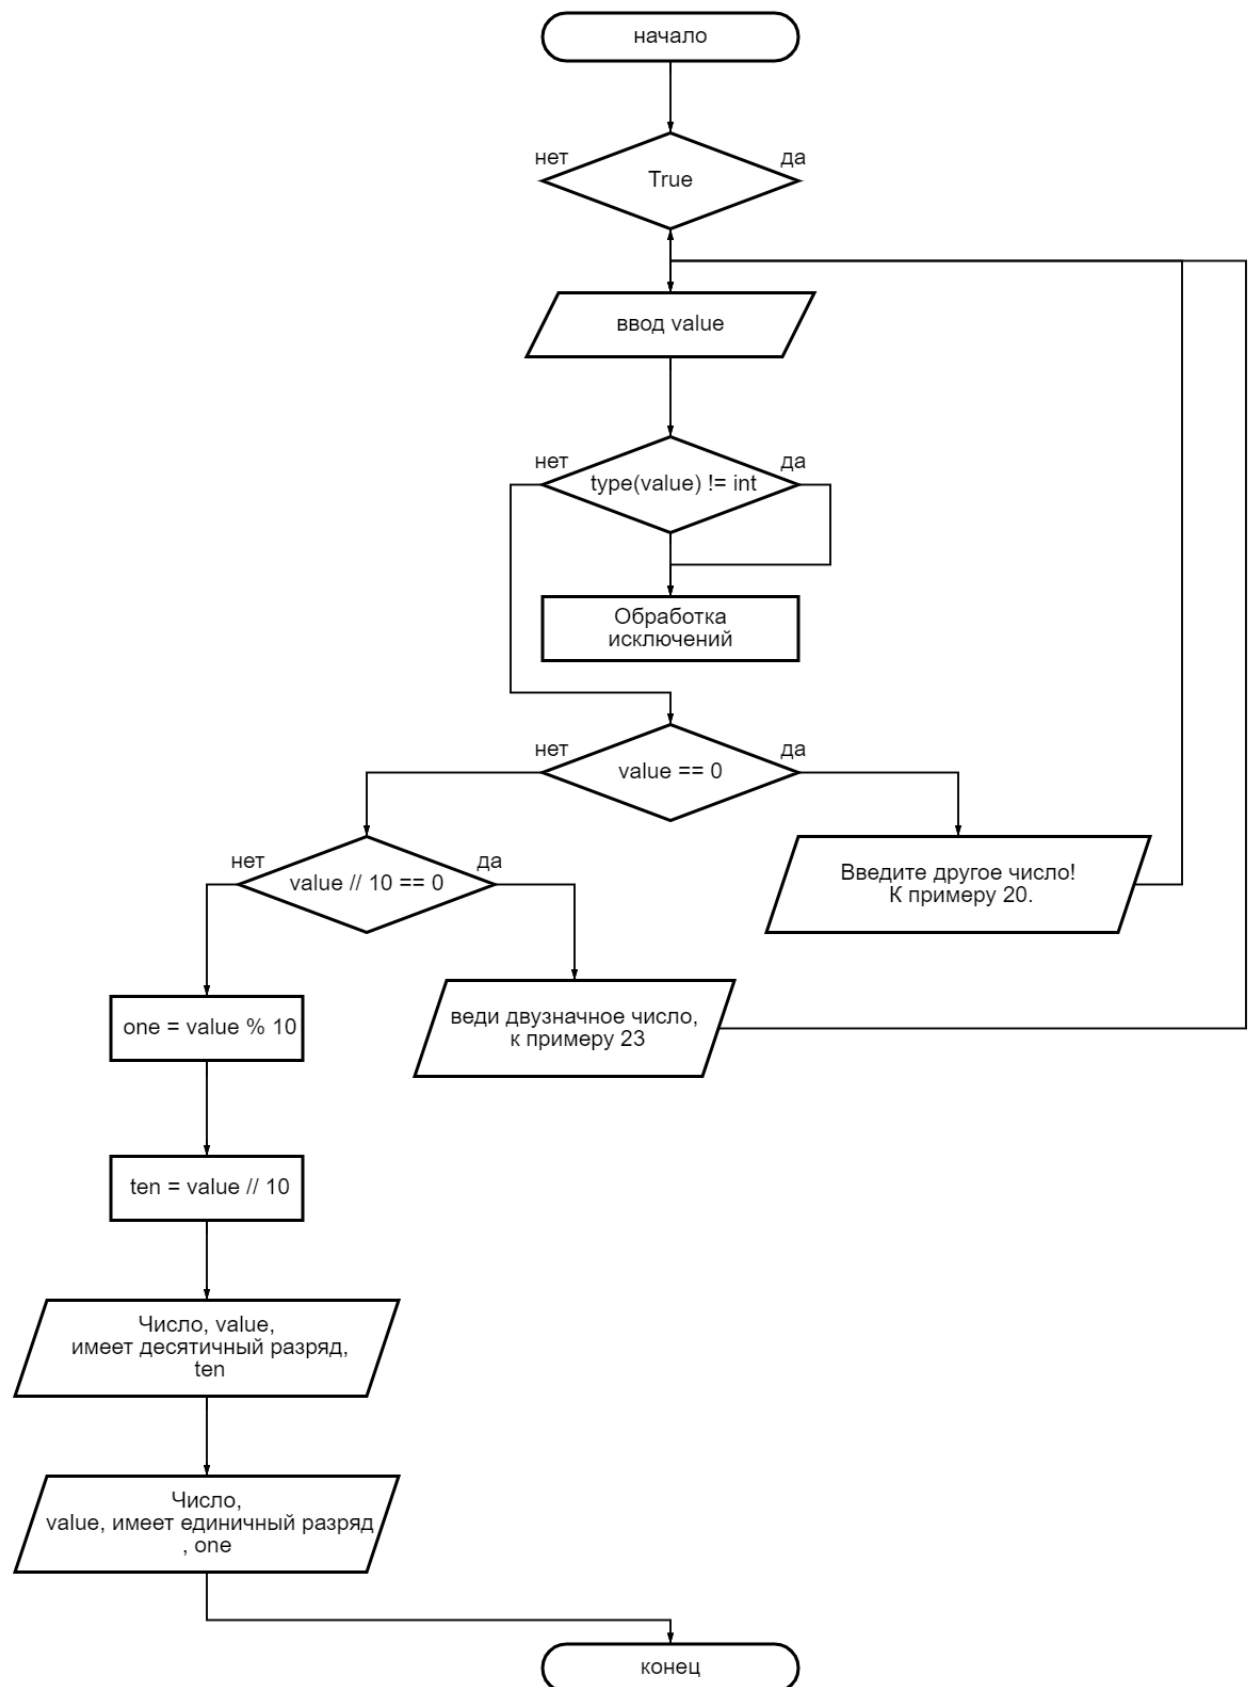 начало
нет
да
True
ввод value
нет
да
type(value) != int
Обработка
исключений
нет
да
value == 0
нет
да
value // 10 == 0
Введите другое число!
К примеру 20.
one = value % 10
веди двузначное число,
к примеру 23
ten = value // 10
Число, value,
имеет десятичный разряд,
ten
Число,
value, имеет единичный разряд
, one
конец